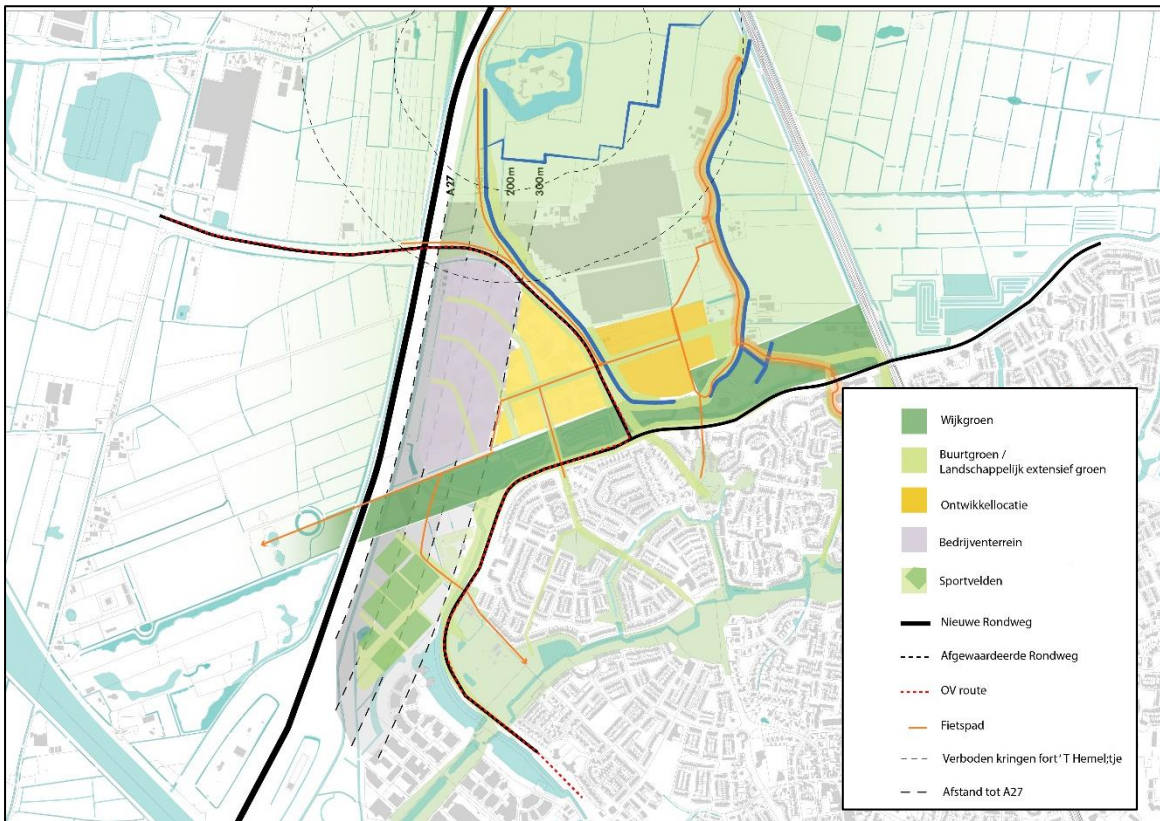 A27
200m
300m
Wijkgroen
Buurtgroen /
Landschappelijk extensief groen
Ontwikkellocatie
Bedrijventerrein
Sportvelden
Nieuwe Rondweg
Afgewaardeerde Rondweg
OV route
Fietspad
Verboden kringen fort 'T Hemel;tje
Afstand tot A27